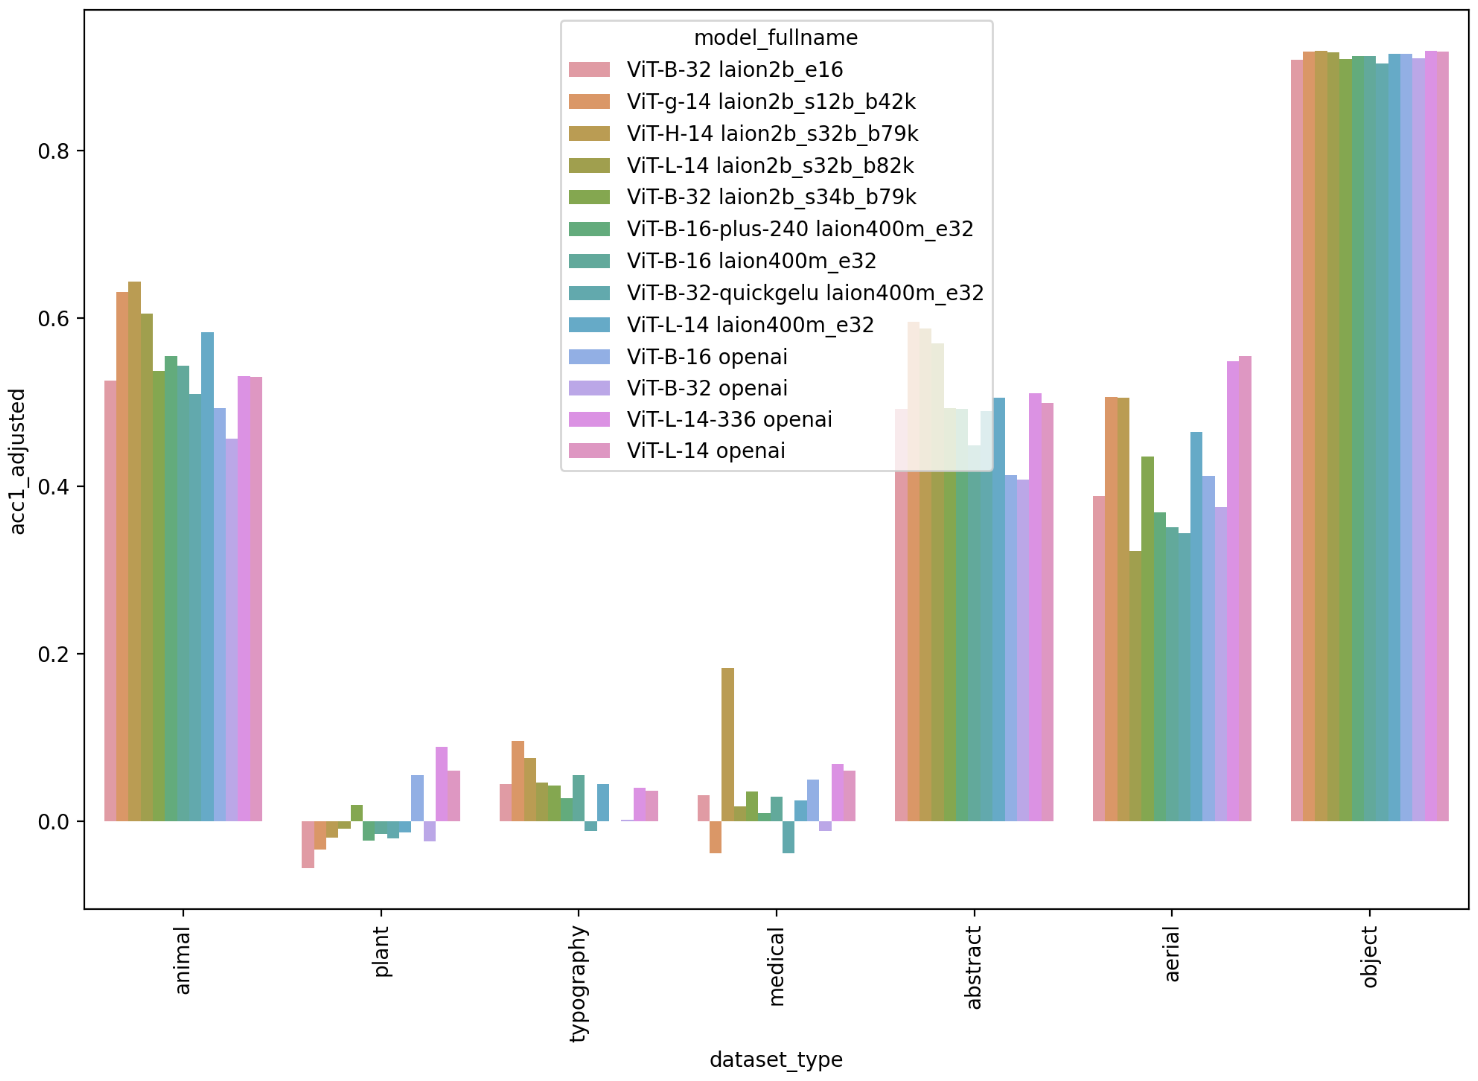 model_fullname
ViT-B-32 laion2b_e16
ViT-g-14 laion2b_s12b_b42k
ViT-H-14 laion2b_s32b_b79k
ViT-L-14 laion2b_s32b_b82k
ViT-B-32 laion2b_s34b_b79k
ViT-B-16-plus-240 laion400m_e32
ViT-B-16 laion400m_e32
ViT-B-32-quickgelu laion400m_e32
ViT-L-14 laion400m_e32
ViT-B-16 openai
ViT-B-32 openai
ViT-L-14-336 openai
ViT-L-14 openai
acc1_adjusted
0.8
0.6
0.4
0.2
0.0
animal
plant
typography
medical
abstract
aerial
object
dataset_type